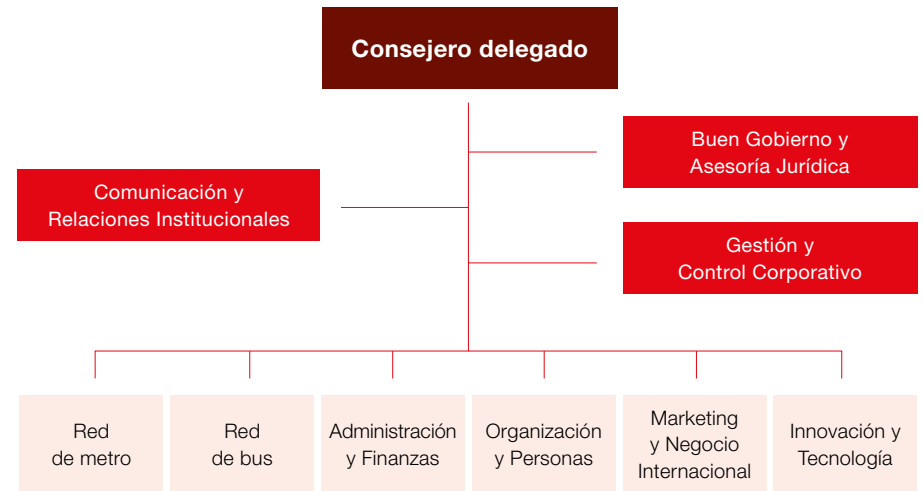 Consejero delegado
Buen Gobierno y
Asesoría Jurídica
Comunicación y
Relaciones Institucionales
Gestión y
Control Corporativo
Red
de metro
Red
de bus
Administración
y Finanzas
Organización
y Personas
Marketing
y Negocio
Internacional
Innovación y
Tecnología